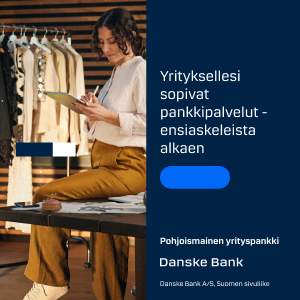 Yrityksellesi
sopivat
pankkipalvelut -
ensiaskeleista
alkaen
Pohjoismainen yrityspankki
Danske Bank
Danske Bank A/S, Suomen sivuliike